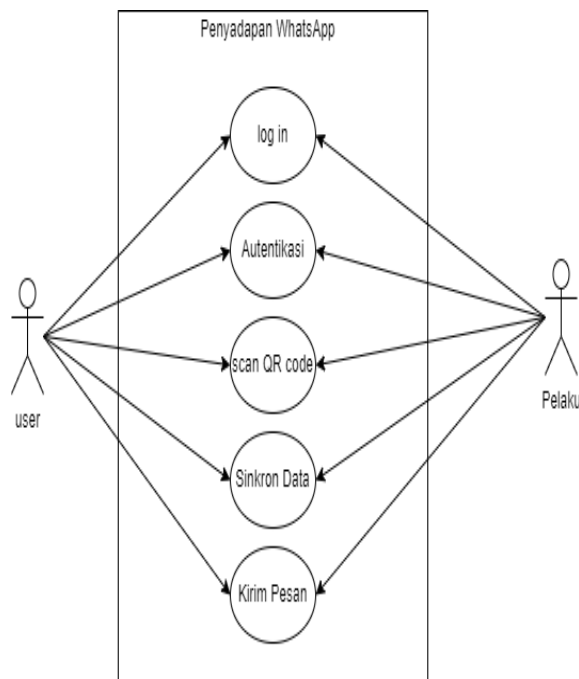 Penyadapan WhatsApp
log in
Autentikasi
scan QR code
Sinkron Data
Kirim Pesan
user
Pelaku